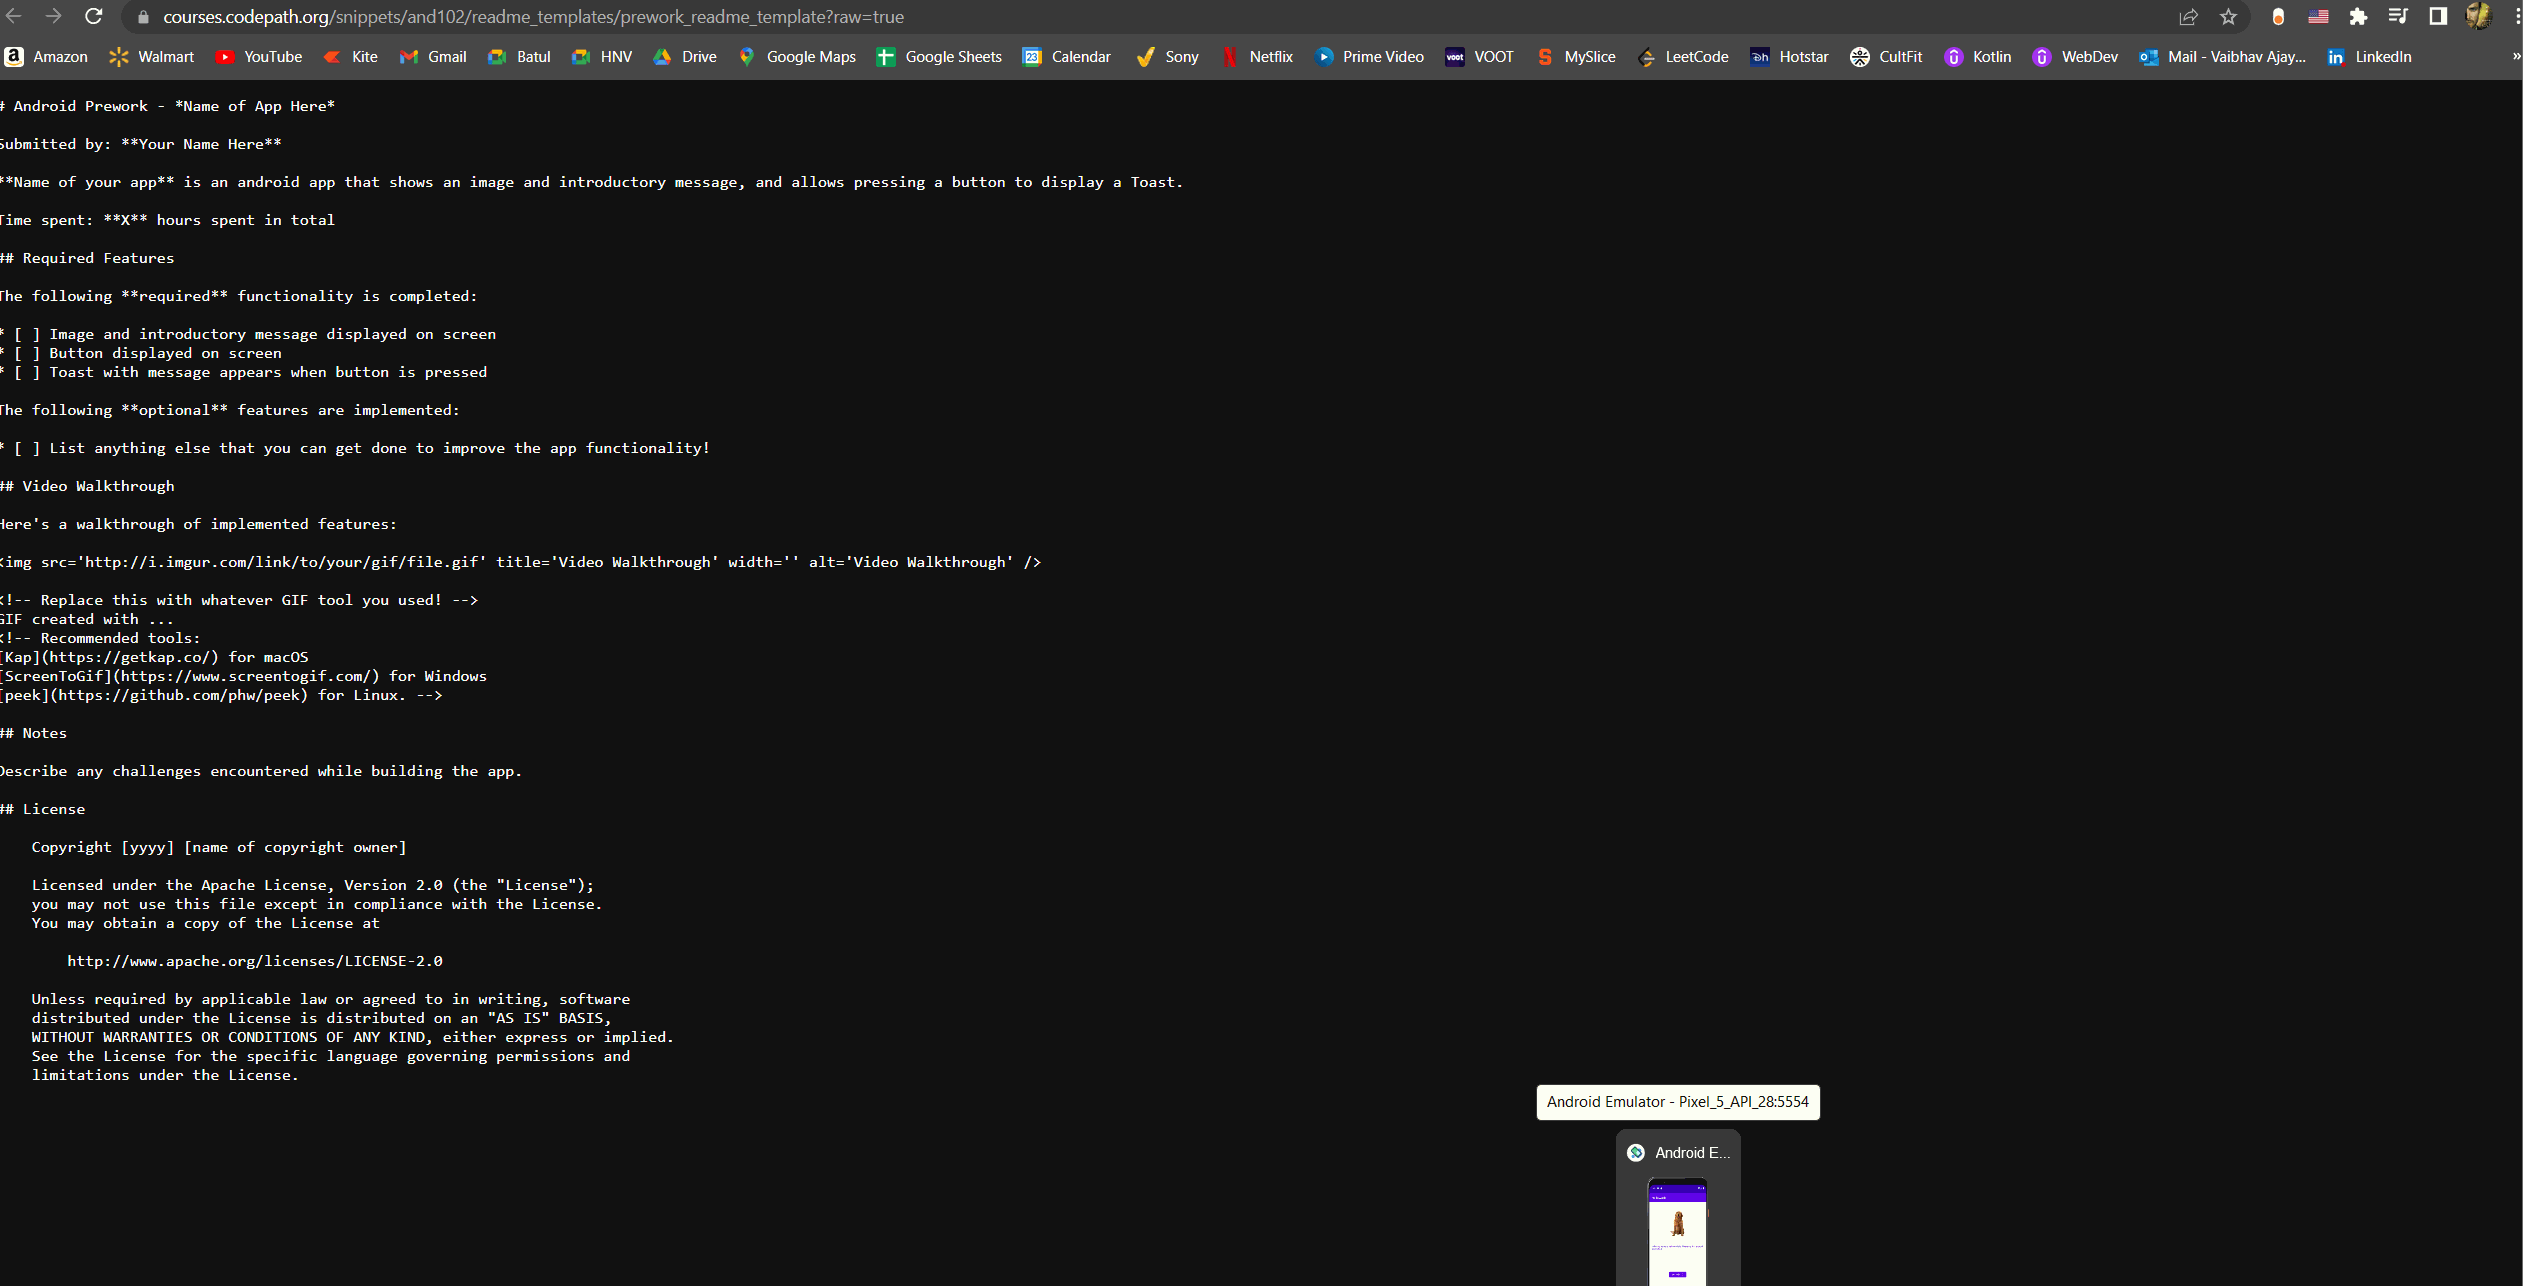 courses.codepath.org/snippets/and102/readme_templates/prework_readme_template?raw=true
Amazon Walmart YouTube Kite Gmail Batul HNV Drive Google Maps Google Sheets Calendar Sony Netflix Prime Video VOOT MySlice LeetCode Hotstar CultFit Kotlin WebDev Mail - Vaibhav Ajay... LinkedIn »
# Android Prework - *Name of App Here*
Submitted by: **Your Name Here**
**Name of your app** is an android app that shows an image and introductory message, and allows pressing a button to display a Toast.
Time spent: **X** hours spent in total
## Required Features
The following **required** functionality is completed:
* [ ] Image and introductory message displayed on screen
* [ ] Button displayed on screen
* [ ] Toast with message appears when button is pressed
The following **optional** features are implemented:
* [ ] List anything else that you can get done to improve the app functionality!
## Video Walkthrough
Here's a walkthrough of implemented features:
<img src='http://i.imgur.com/link/to/your/gif/file.gif' title='Video Walkthrough' width='' alt='Video Walkthrough' />
<!-- Replace this with whatever GIF tool you used! -->
GIF created with ...
<!-- Recommended tools:
[Kap](https://getkap.co/) for macOS
[ScreenToGif](https://www.screentogif.com/) for Windows
[peek](https://github.com/phw/peek) for Linux. -->
## Notes
Describe any challenges encountered while building the app.
## License
Copyright [yyyy] [name of copyright owner]
Licensed under the Apache License, Version 2.0 (the "License");
you may not use this file except in compliance with the License.
You may obtain a copy of the License at
http://www.apache.org/licenses/LICENSE-2.0
Unless required by applicable law or agreed to in writing, software
distributed under the License is distributed on an "AS IS" BASIS,
WITHOUT WARRANTIES OR CONDITIONS OF ANY KIND, either express or implied.
See the License for the specific language governing permissions and
limitations under the License.
Android Emulator - Pixel_5_API_28:5554
Android E...